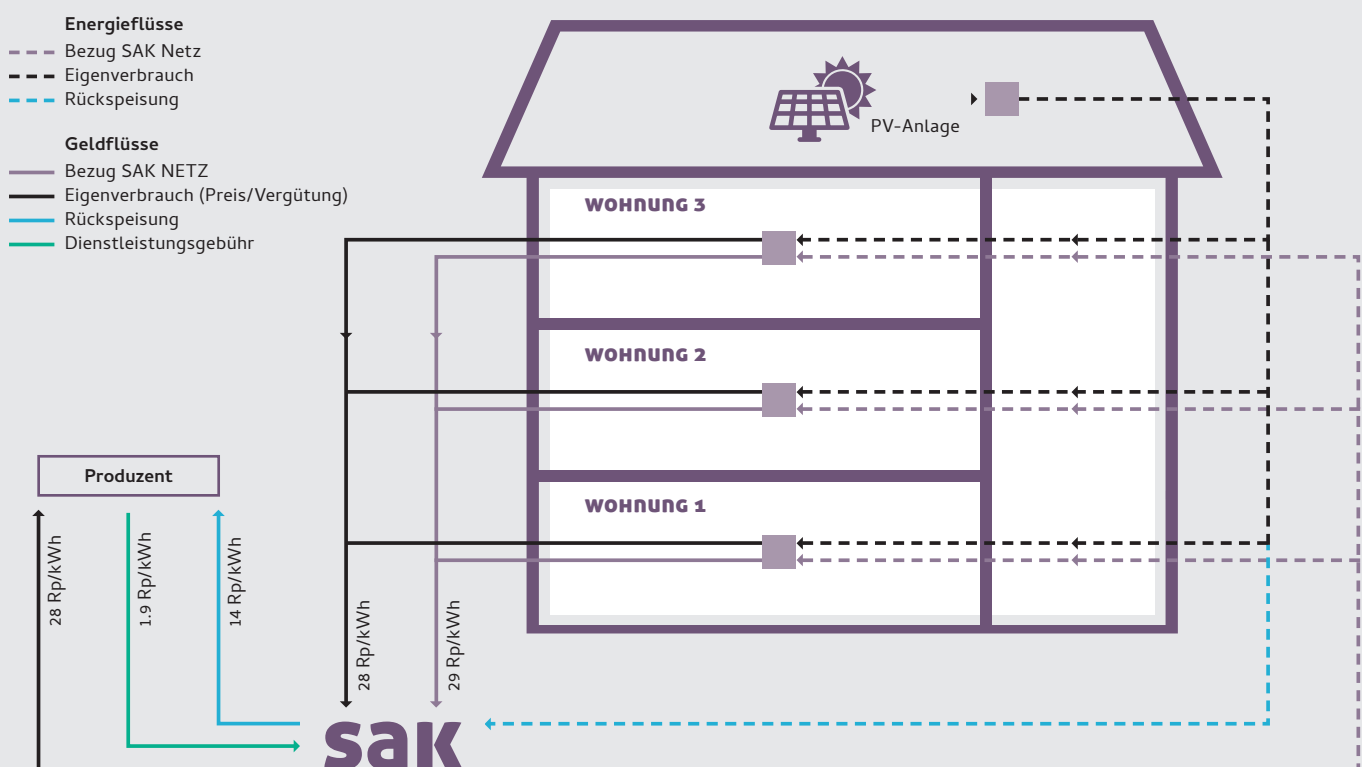 Energieflüsse
Bezug SAK Netz
Eigenverbrauch
Rückspeisung
Geldflüsse
Bezug SAK NETZ
Eigenverbrauch (Preis/Vergütung)
Rückspeisung
Dienstleistungsgebühr
PV-Anlage
WOHNUNG 3
WOHNUNG 2
WOHNUNG 1
Produzent
28 Rp/kWh
1.9 Rp/kWh
14 Rp/kWh
28 Rp/kWh
29 Rp/kWh
sak